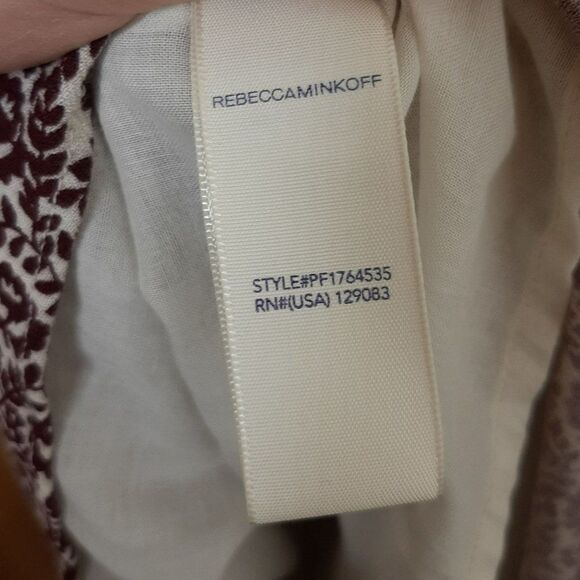 REBECCAMINKOFF
STYLE#PF1764535
RN#(USA) 129083